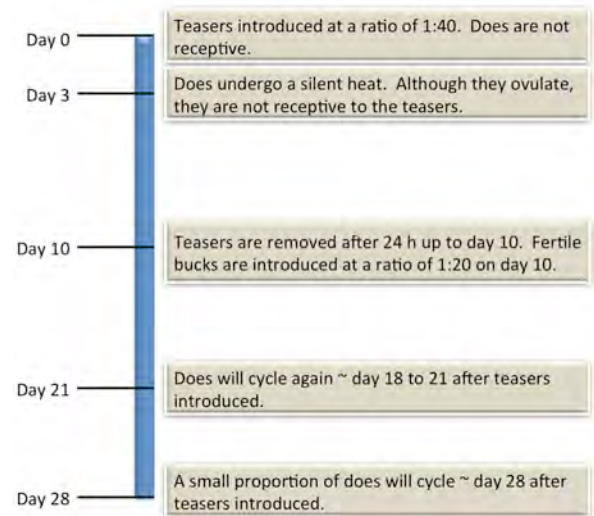 Day 0
Teasers introduced at a ratio of 1:40. Does are not
receptive.
Day 3
Does undergo a silent heat. Although they ovulate,
they are not receptive to the teasers.
Day 10
Teasers are removed after 24 h up to day 10. Fertile
bucks are introduced at a ratio of 1:20 on day 10.
Day 21
Does will cycle again ~ day 18 to 21 after teasers
introduced.
Day 28
A small proportion of does will cycle ~ day 28 after
teasers introduced.